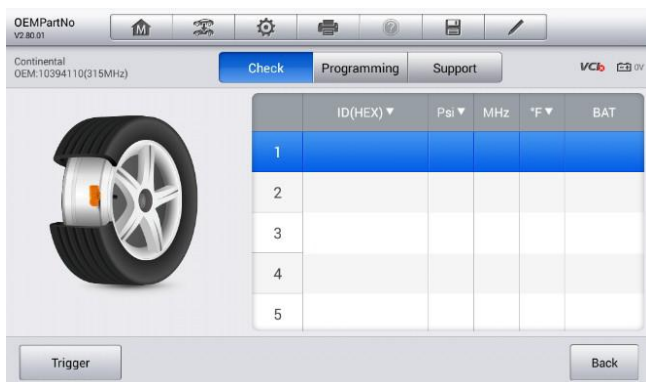 OEMPartNo
V2.80.01
M
?
Continental
OEM:10394110(315MHz)
Check
Programming
Support
VCI
0V
ID(HEX)▼ Psi▼ MHz °F▼ BAT
1
2
3
4
5
Trigger
Back